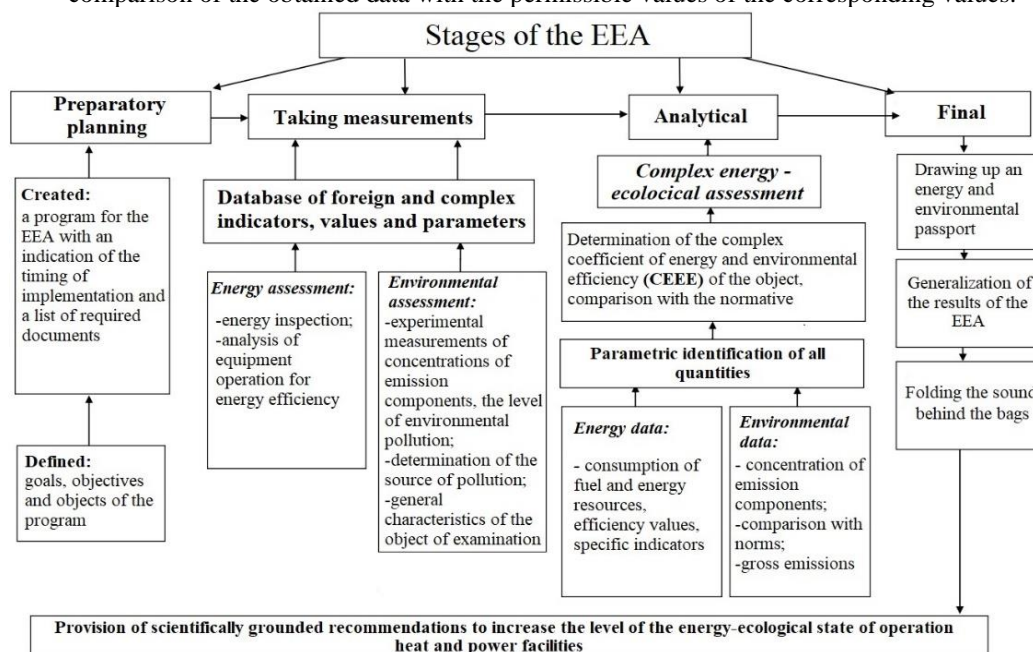 comparison of the obtained data with the permissible values of the corresponding values.
Stages of the EEA
Preparatory
planning
Taking measurements
Analytical
Final
Created:
a program for the
EEA with an
indication of the
timing of
implementation and
a list of required
documents
Defined:
goals, objectives
and objects of the
program
Database of foreign and complex
indicators, values and parameters
Energy assessment:
-energy inspection;
-analysis of
equipment
operation for
energy efficiency
Environmental
assessment:
-experimental
measurements of
concentrations of
emission
components, the level
of environmental
pollution;
-determination of the
source of pollution;
-general
characteristics of the
object of examination
Complex energy -
ecolocical assessment
Determination of the complex
coefficient of energy and environmental
efficiency (CEEE) of the object,
comparison with the normative
Parametric identification of all
quantities
Energy data:
- consumption of
fuel and energy
resources,
efficiency values,
specific indicators
Environmental
data:
- concentration of
emission
components;
-comparison with
norms;
-gross emissions
Drawing up an
energy and
environmental
passport
Generalization of
the results of the
EEA
Folding the sound
behind the bags
Provision of scientifically grounded recommendations to increase the level of the energy-ecological state of operation
heat and power facilities